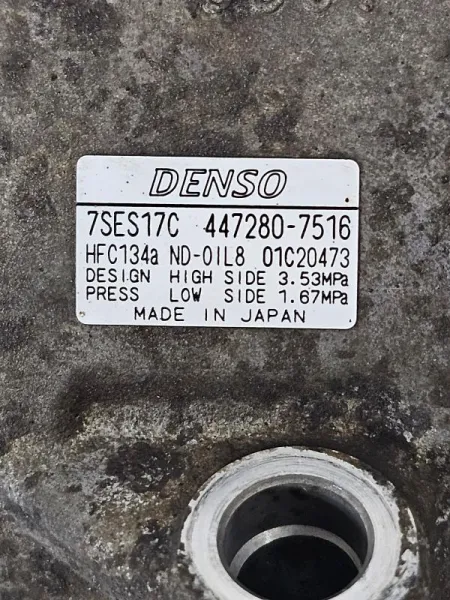 DENSO
7SES17C 447280-7516
HFC134a ND-OIL8 01C20473
DESIGN HIGH SIDE 3.53MPa
PRESS LOW SIDE 1.67MPa
MADE IN JAPAN